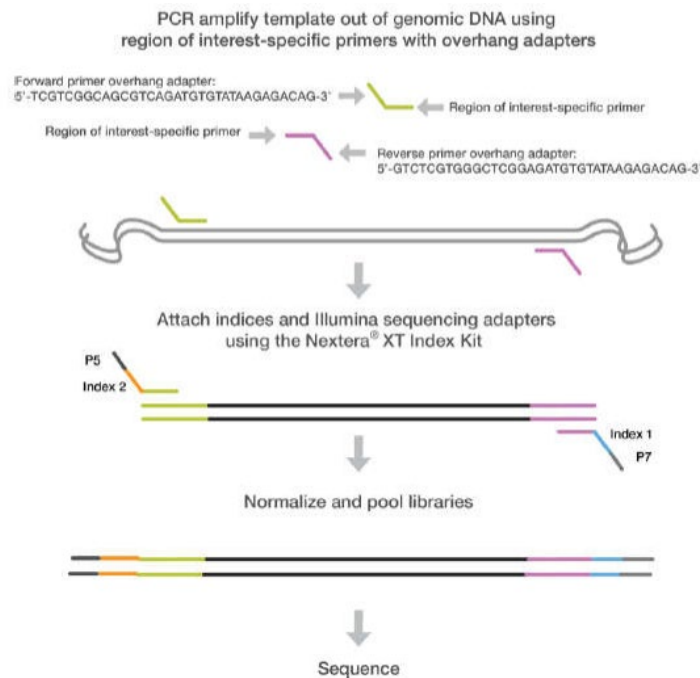 PCR amplify template out of genomic DNA using
region of interest-specific primers with overhang adapters
Forward primer overhang adapter:
5'-TCGTCGGCAGCGTCAGATGTGTATAAGAGACAG-3'
Region of interest-specific primer
Region of interest-specific primer
Reverse primer overhang adapter:
5'-GTCTCGTGGGCTCGGAGATGTGTATAAGAGACAG-3'
Attach indices and Illumina sequencing adapters
using the Nextera® XT Index Kit
P5
Index 2
Index 1
P7
Normalize and pool libraries
Sequence